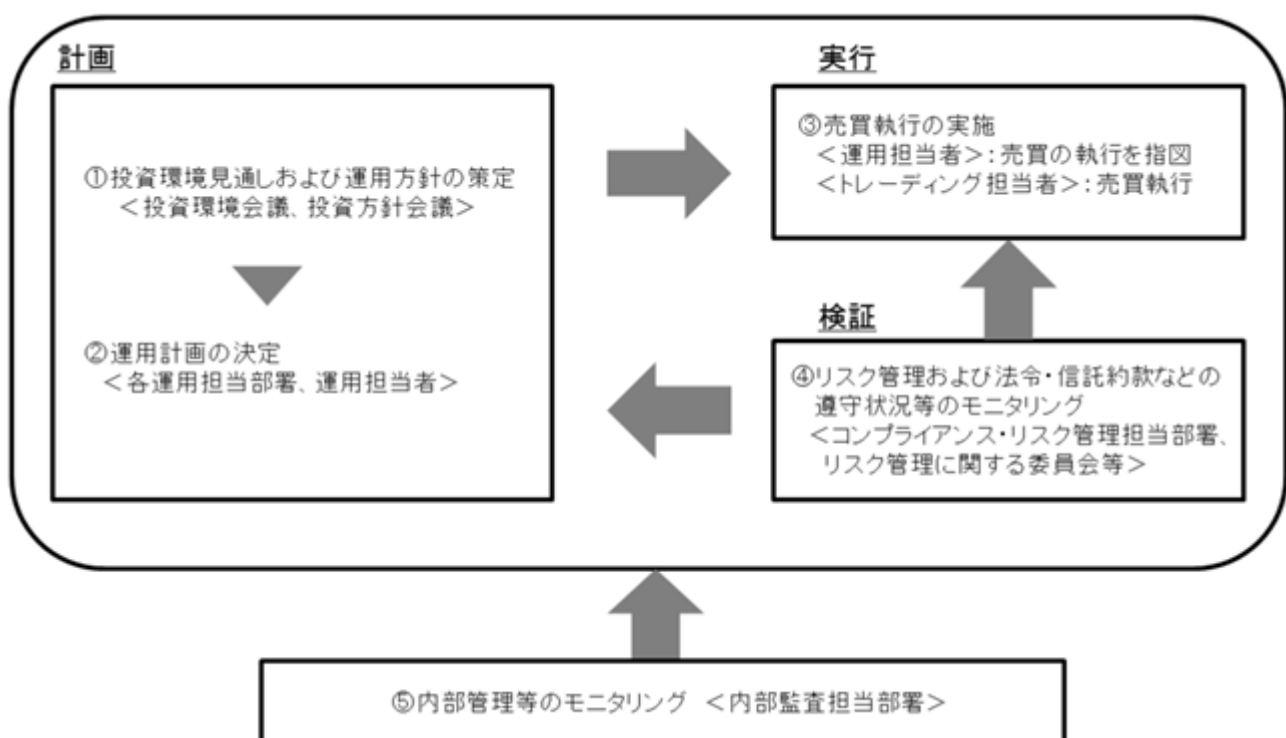 計画
①投資環境見通しおよび運用方針の策定
<投資環境会議、投資方針会議>
②運用計画の決定
<各運用担当部署、運用担当者>
実行
③売買執行の実施
<運用担当者>:売買の執行を指図
<トレーディング担当者>:売買執行
検証
④リスク管理および法令・信託約款などの
遵守状況等のモニタリング
<コンプライアンス・リスク管理担当部署、
リスク管理に関する委員会等>
⑤内部管理等のモニタリング <内部監査担当部署>